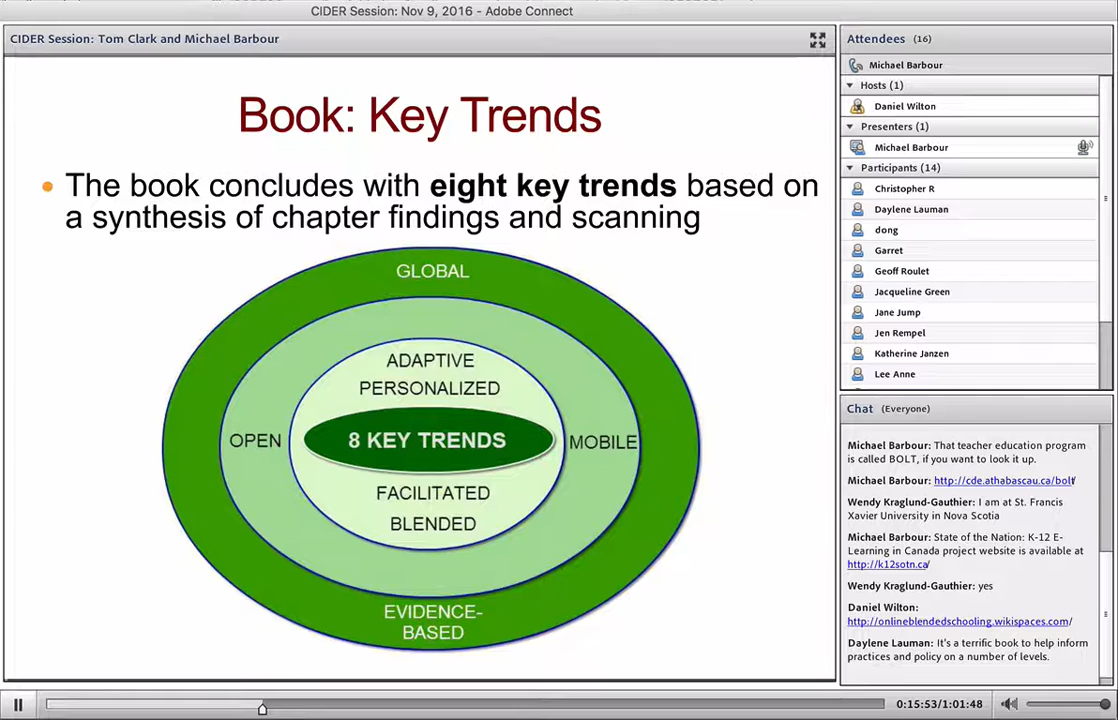 CIDER Session: Nov 9, 2016 - Adobe Connect
CIDER Session: Tom Clark and Michael Barbour
Book: Key Trends
• The book concludes with eight key trends based on
a synthesis of chapter findings and scanning
GLOBAL
ADAPTIVE
PERSONALIZED
OPEN
8 KEY TRENDS
MOBILE
FACILITATED
BLENDED
EVIDENCE-
BASED
Attendees (16)
Michael Barbour
Hosts (1)
Daniel Wilton
Presenters (1)
Michael Barbour
Participants (14)
Christopher R
Daylene Lauman
dong
Garret
Geoff Roulet
Jacqueline Green
Jane Jump
Jen Rempel
Katherine Janzen
Lee Anne
Chat (Everyone)
Michael Barbour: That teacher education program
is called BOLT, if you want to look it up.
Michael Barbour: http://cde.athabascau.ca/bolt/
Wendy Kraglund-Gauthier: I am at St. Francis
Xavier University in Nova Scotia
Michael Barbour: State of the Nation: K-12 E-
Learning in Canada project website is available at
http://k12sotn.ca/
Wendy Kraglund-Gauthier: yes
Daniel Wilton:
http://onlineblendedschooling.wikispaces.com/
Daylene Lauman: It's a terrific book to help inform
practices and policy on a number of levels.
0:15:53/1:01:48